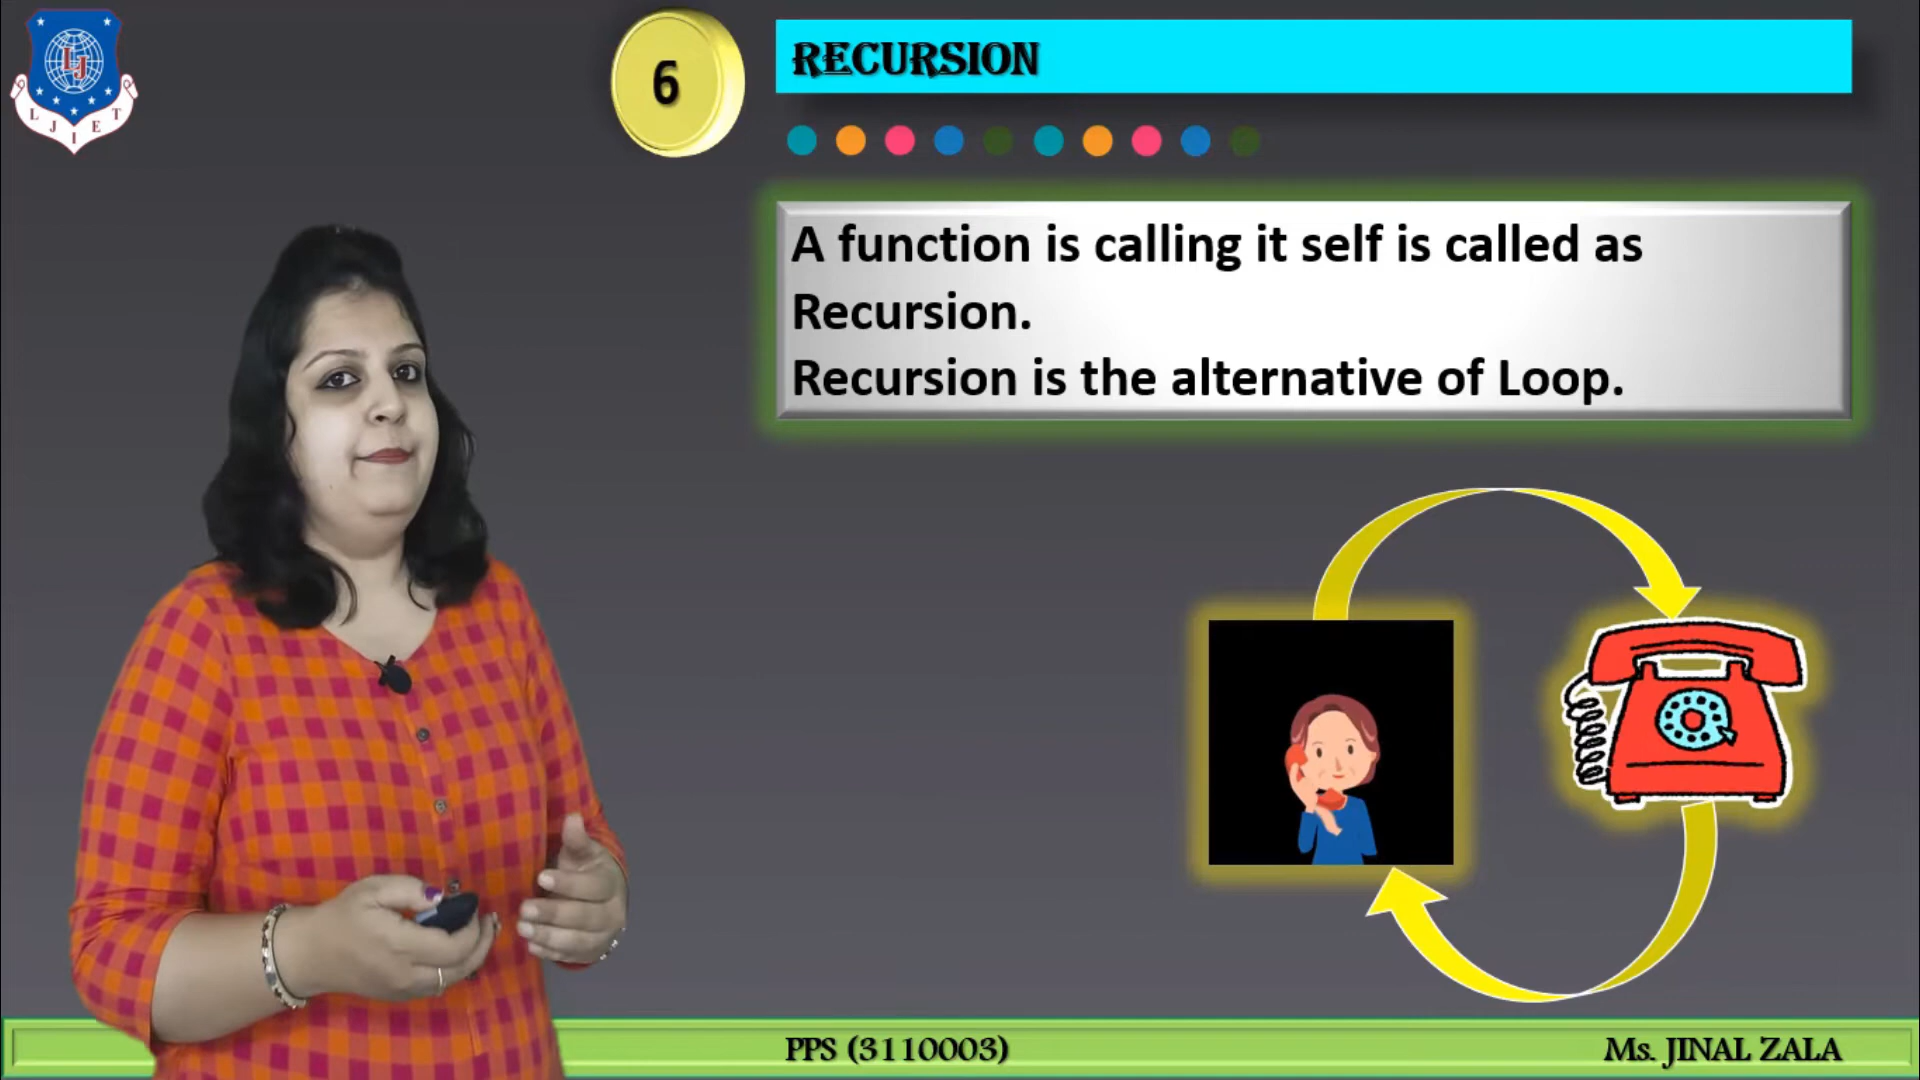 LJ
L J I E T
6
RECURSION
A function is calling it self is called as
Recursion.
Recursion is the alternative of Loop.
PPS (3110003)
Ms. JINAL ZALA